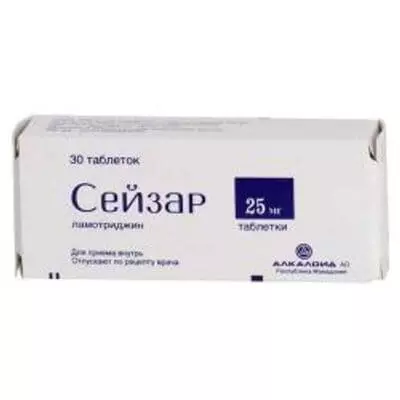 30 таблеток
Сейзар
ламотриджин
25 мг
таблетки
Для приема внутрь
Отпускают по рецепту врача
АЛКАЛОИД АО
Республика Македония